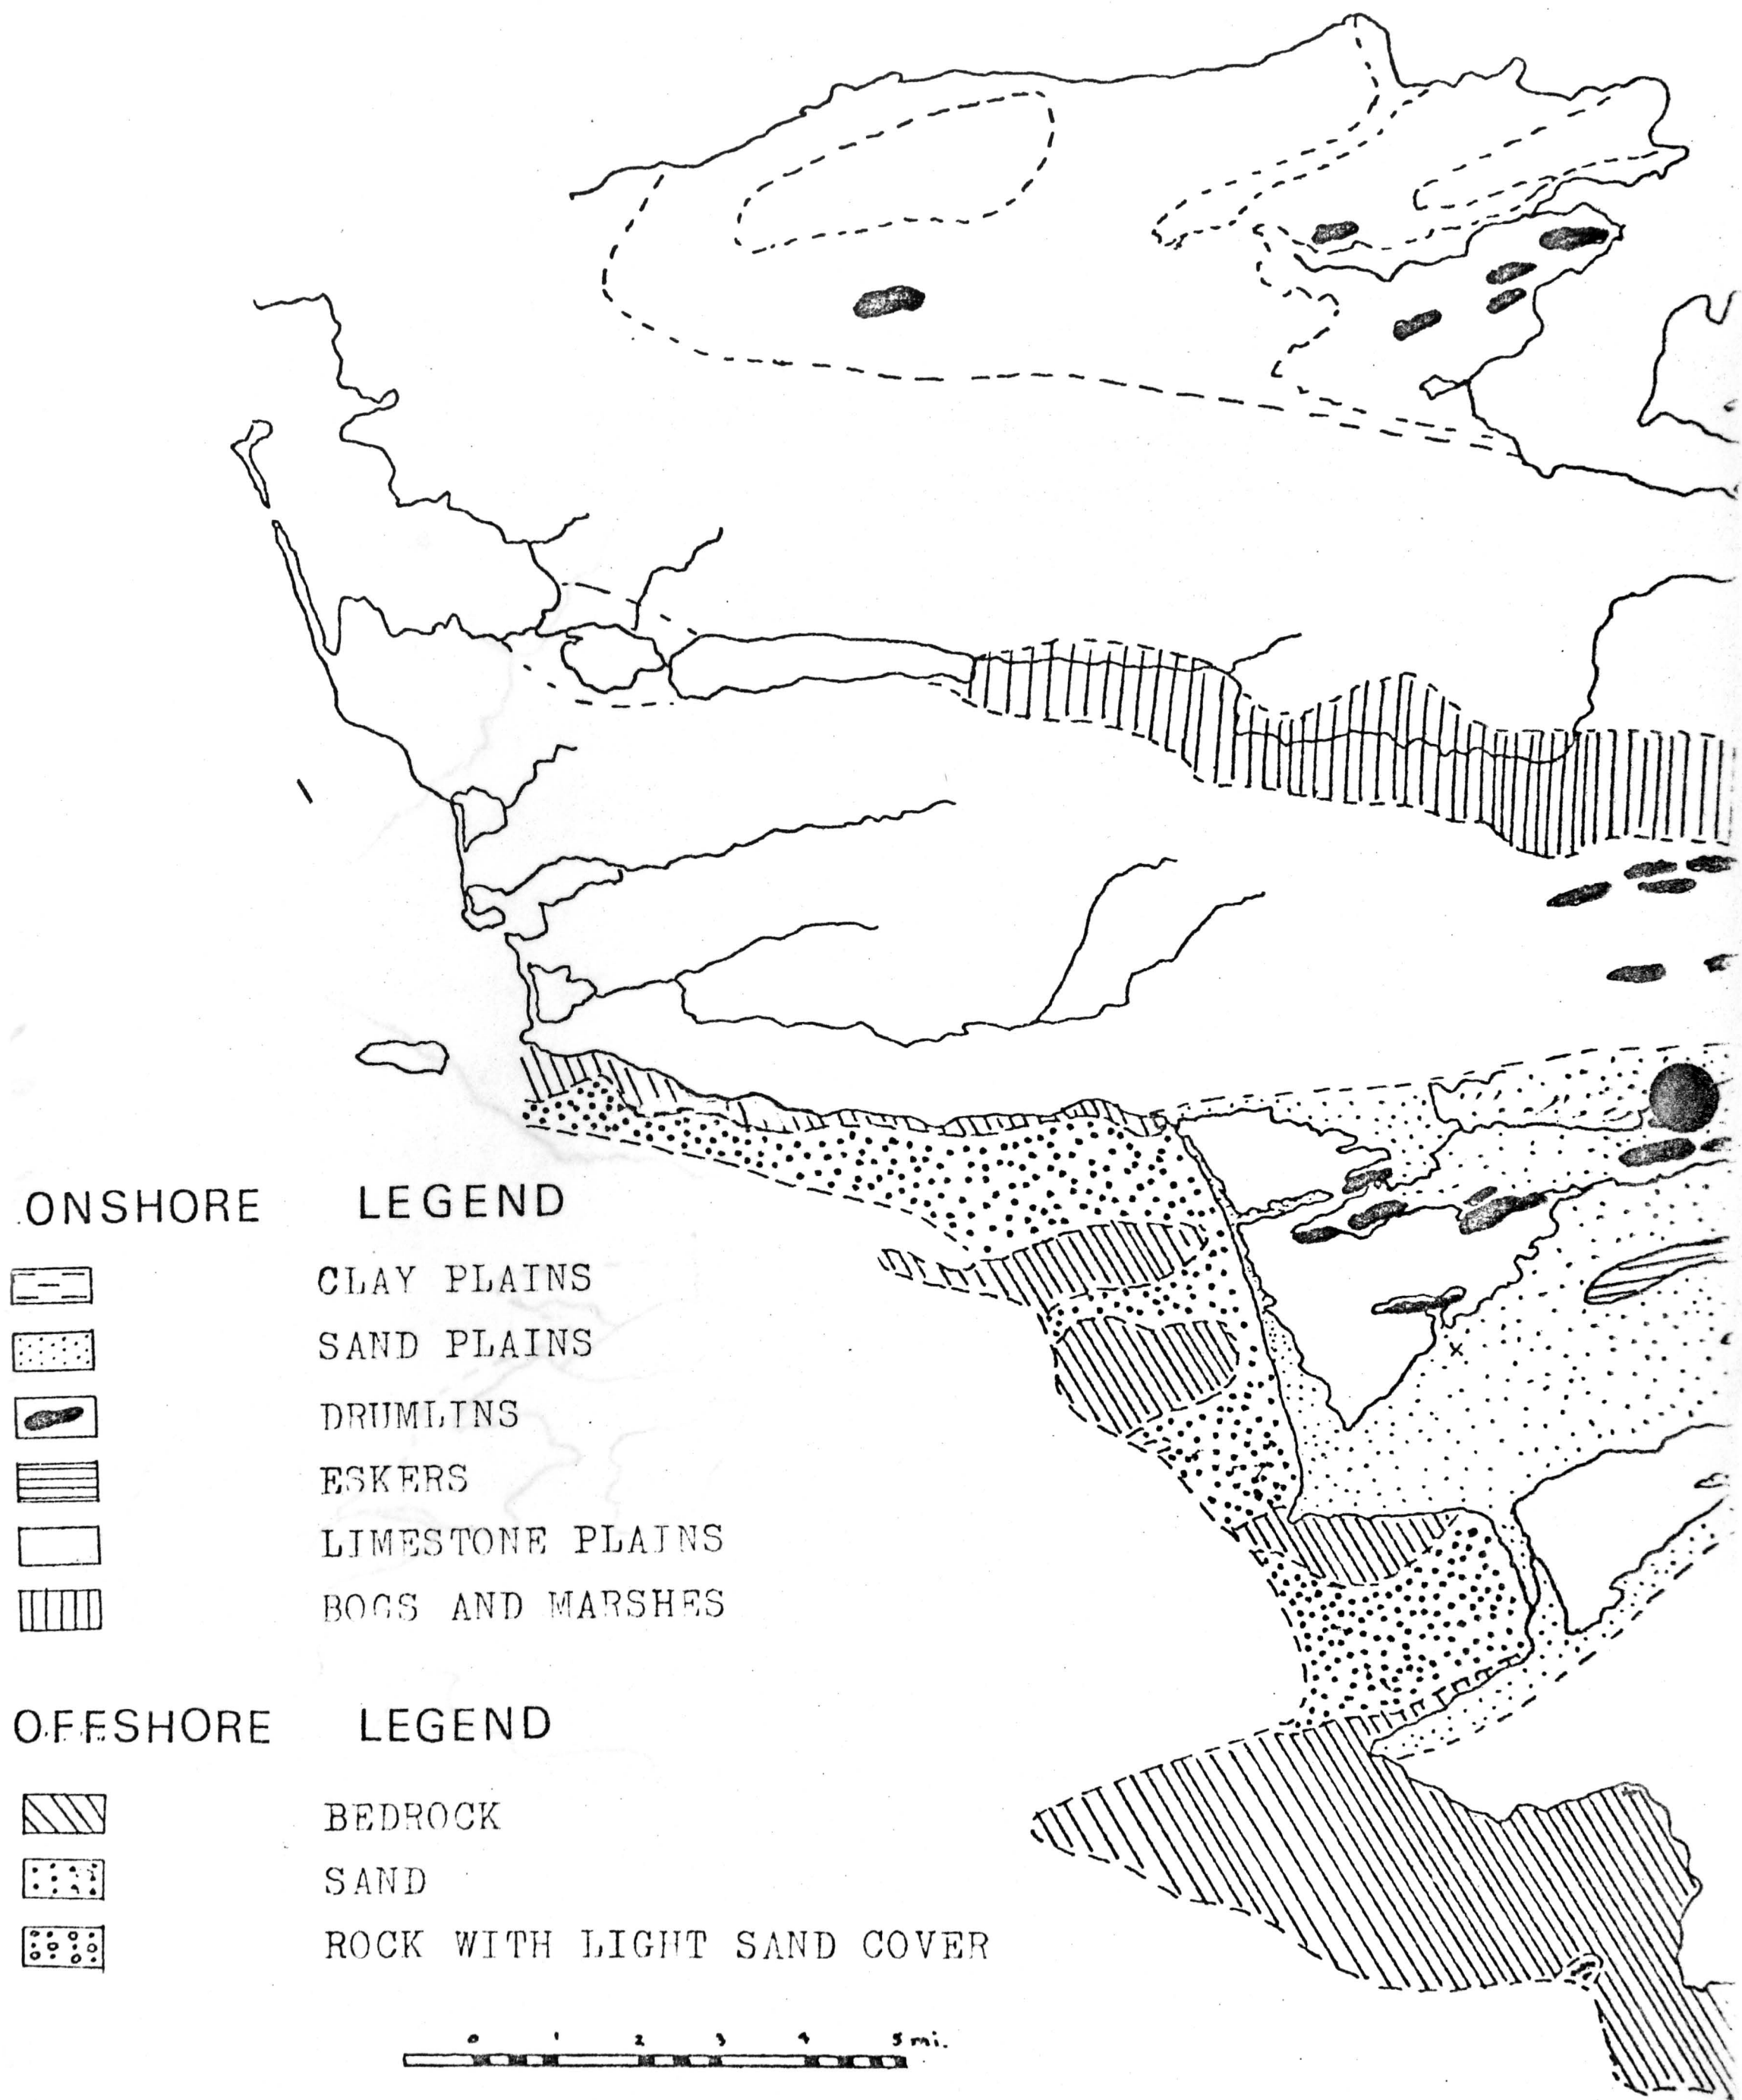 ONSHORE LEGEND
CLAY PLAINS
SAND PLAINS
DRUMLINS
ESKERS
LIMESTONE PLAINS
BOGS AND MARSHES
OFFSHORE LEGEND
BEDROCK
SAND
ROCK WITH LIGHT SAND COVER
0 1 2 3 4 5 mi.
x